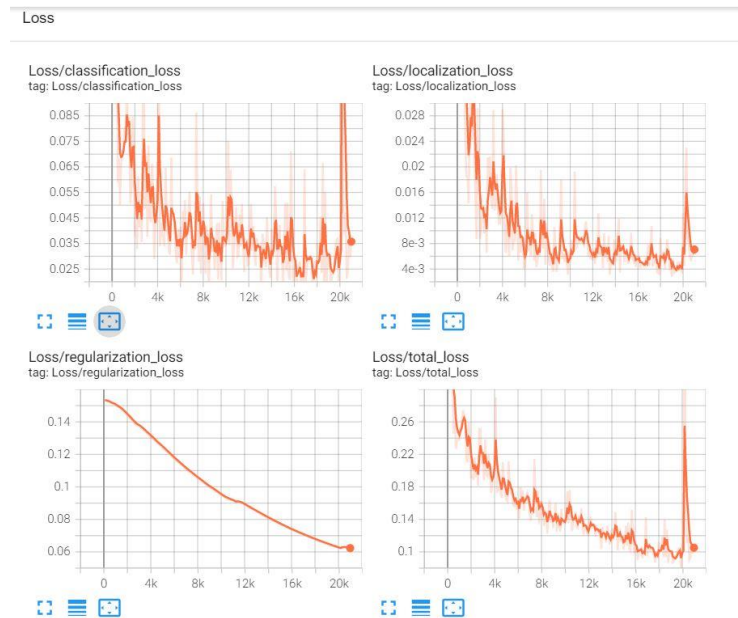 Loss
Loss/classification_loss
tag: Loss/classification_loss
0.085
0.075
0.065
0.055
0.045
0.035
0.025
0 4k 8k 12k 16k 20k
Loss/localization_loss
tag: Loss/localization_loss
0.028
0.024
0.02
0.016
0.012
8e-3
4e-3
0 4k 8k 12k 16k 20k
Loss/regularization_loss
tag: Loss/regularization_loss
0.14
0.12
0.1
0.08
0.06
0 4k 8k 12k 16k 20k
Loss/total_loss
tag: Loss/total_loss
0.26
0.22
0.18
0.14
0.1
0 4k 8k 12k 16k 20k